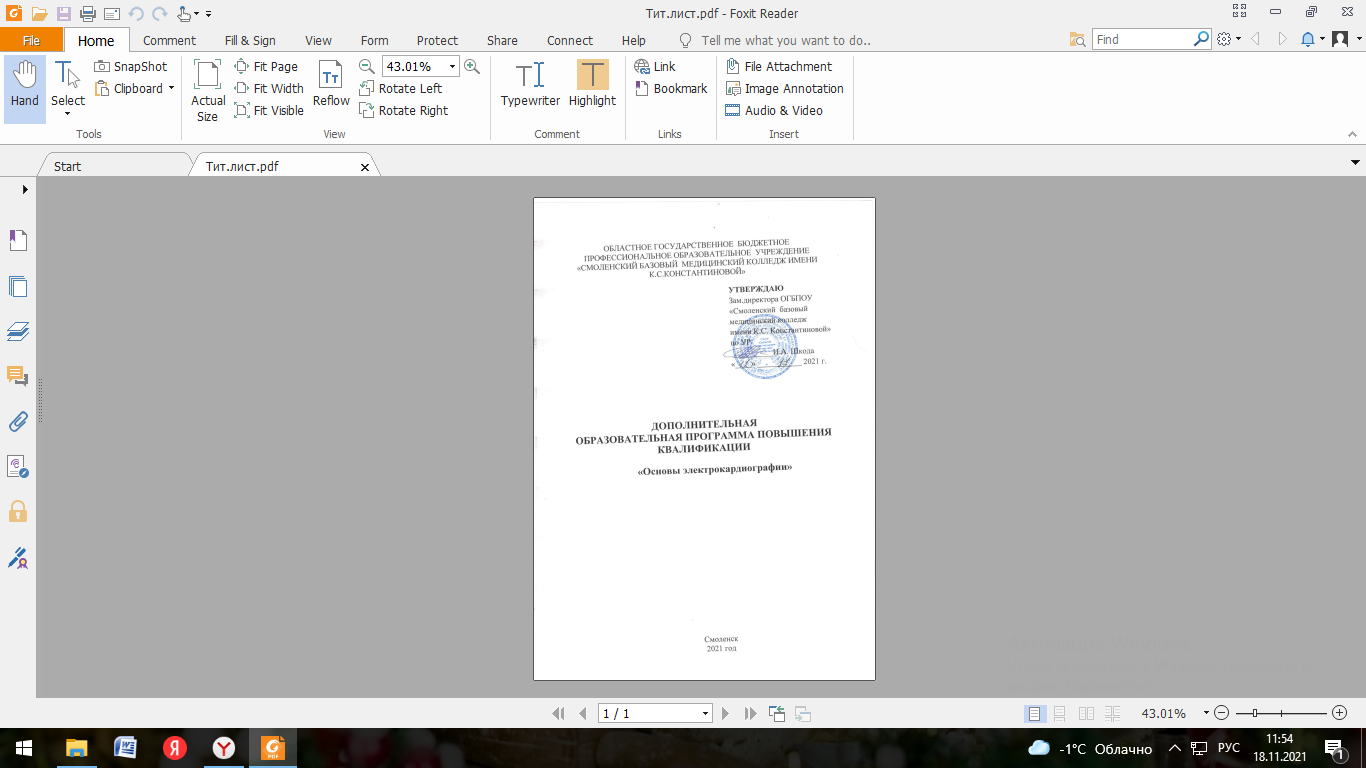 Тит.лист.pdf - Foxit Reader
File Home Comment Fill & Sign View Form Protect Share Connect Help Tell me what you want to do.. Find
Hand
Select
SnapShot
Clipboard
Tools
Actual Size
Fit Page
Fit Width
Fit Visible
Reflow
43.01%
Rotate Left
Rotate Right
View
Typewriter
Highlight
Comment
Link
Bookmark
Links
File Attachment
Image Annotation
Audio & Video
Insert
Start
Тит.лист.pdf
ОБЛАСТНОЕ ГОСУДАРСТВЕННОЕ БЮДЖЕТНОЕ
ПРОФЕССИОНАЛЬНОЕ ОБРАЗОВАТЕЛЬНОЕ УЧРЕЖДЕНИЕ
«СМОЛЕНСКИЙ БАЗОВЫЙ МЕДИЦИНСКИЙ КОЛЛЕДЖ ИМЕНИ
К.С.КОНСТАНТИНОВОЙ»
УТВЕРЖДАЮ
Зам.директора ОГБПОУ
«Смоленский базовый
медицинский колледж
имени К.С. Константиновой»
по УР
И.А. Шкода
2021 г.
ДОПОЛНИТЕЛЬНАЯ
ОБРАЗОВАТЕЛЬНАЯ ПРОГРАММА ПОВЫШЕНИЯ
КВАЛИФИКАЦИИ
«Основы электрокардиографии»
Смоленск
2021 год
1 / 1
43.01%
-1°C Облачно
РУС
11:54
18.11.2021